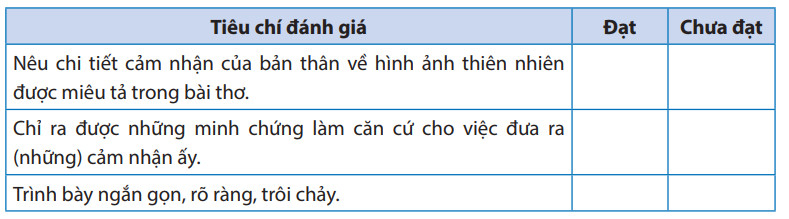 Tiêu chí đánh giá Đạt Chưa đạt
Nêu chi tiết cảm nhận của bản thân về hình ảnh thiên nhiên
được miêu tả trong bài thơ.
Chỉ ra được những minh chứng làm căn cứ cho việc đưa ra
(những) cảm nhận ấy.
Trình bày ngắn gọn, rõ ràng, trôi chảy.